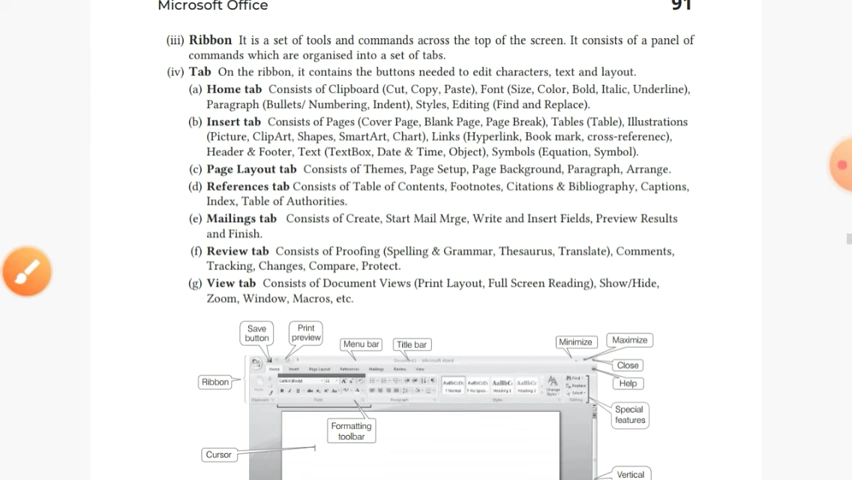 Microsoft Office 91
(iii) Ribbon It is a set of tools and commands across the top of the screen. It consists of a panel of
commands which are organised into a set of tabs.
(iv) Tab On the ribbon, it contains the buttons needed to edit characters, text and layout.
(a) Home tab Consists of Clipboard (Cut, Copy, Paste), Font (Size, Color, Bold, Italic, Underline),
Paragraph (Bullets/ Numbering, Indent), Styles, Editing (Find and Replace).
(b) Insert tab Consists of Pages (Cover Page, Blank Page, Page Break), Tables (Table), Illustrations
(Picture, ClipArt, Shapes, SmartArt, Chart), Links (Hyperlink, Book mark, cross-referenec),
Header & Footer, Text (TextBox, Date & Time, Object), Symbols (Equation, Symbol).
(c) Page Layout tab Consists of Themes, Page Setup, Page Background, Paragraph, Arrange.
(d) References tab Consists of Table of Contents, Footnotes, Citations & Bibliography, Captions,
Index, Table of Authorities.
(e) Mailings tab Consists of Create, Start Mail Mrge, Write and Insert Fields, Preview Results
and Finish.
(f) Review tab Consists of Proofing (Spelling & Grammar, Thesaurus, Translate), Comments,
Tracking, Changes, Compare, Protect.
(g) View tab Consists of Document Views (Print Layout, Full Screen Reading), Show/Hide,
Zoom, Window, Macros, etc.
Save
button
Print
preview
Menu bar
Title bar
Minimize
Maximize
Close
Ribbon
Help
Special
features
Formatting
toolbar
Cursor
Vertical